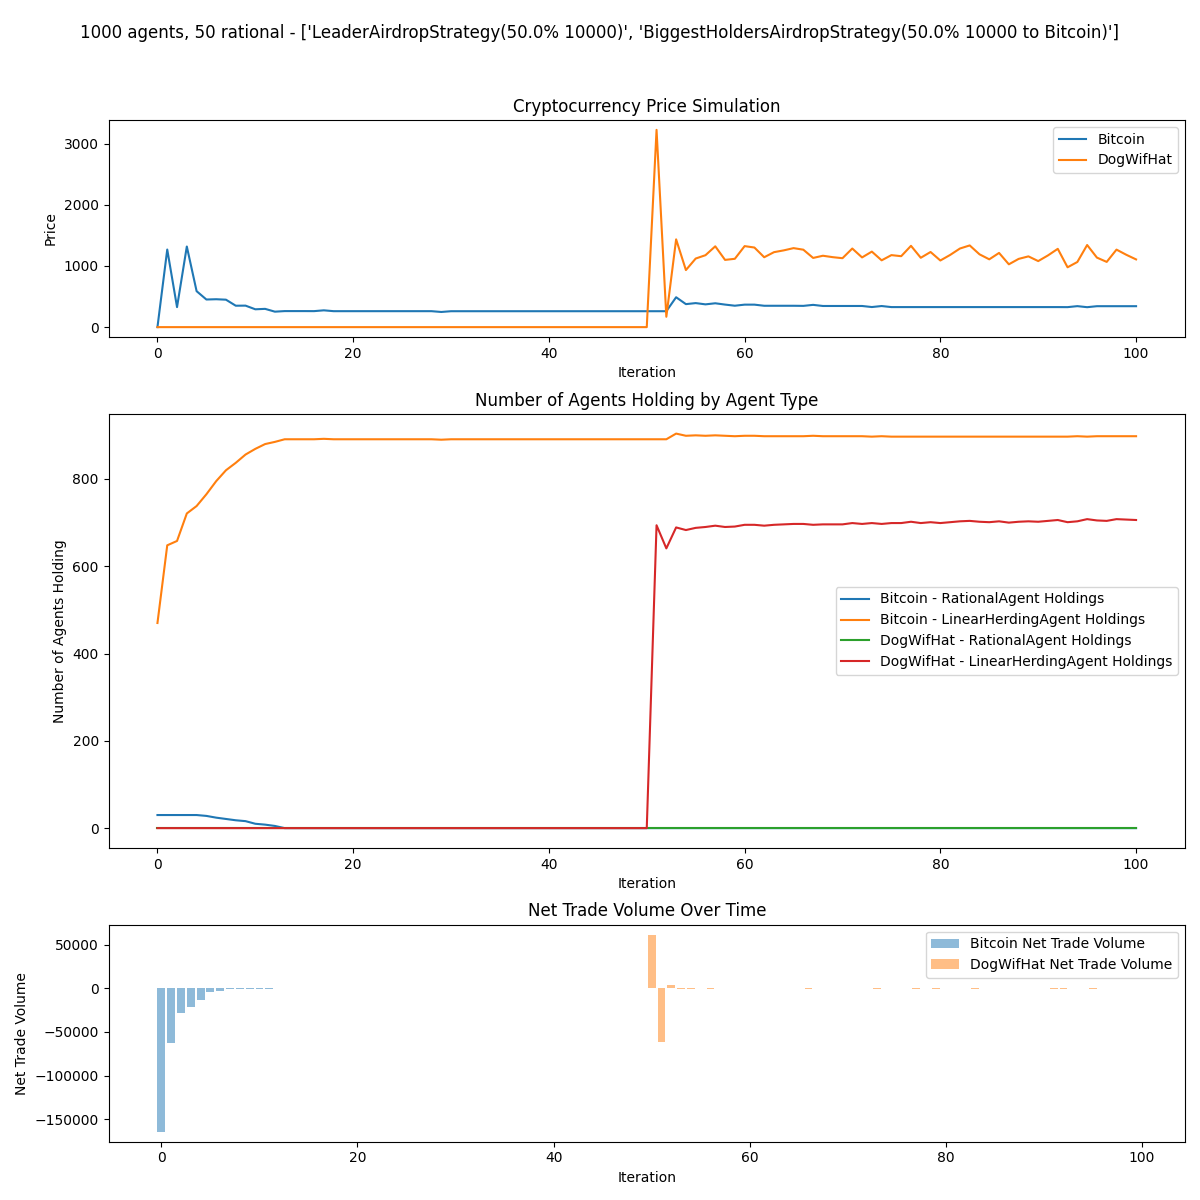 1000 agents, 50 rational - ['LeaderAirdropStrategy(50.0% 10000)', 'BiggestHoldersAirdropStrategy(50.0% 10000 to Bitcoin)']
Cryptocurrency Price Simulation
Price
3000
2000
1000
0
Bitcoin
DogWifHat
0 20 40 60 80 100
Iteration
Number of Agents Holding by Agent Type
Number of Agents Holding
800
600
400
200
0
Bitcoin - RationalAgent Holdings
Bitcoin - LinearHerdingAgent Holdings
DogWifHat - RationalAgent Holdings
DogWifHat - LinearHerdingAgent Holdings
0 20 40 60 80 100
Iteration
Net Trade Volume Over Time
Net Trade Volume
50000
0
−50000
−100000
−150000
Bitcoin Net Trade Volume
DogWifHat Net Trade Volume
0 20 40 60 80 100
Iteration